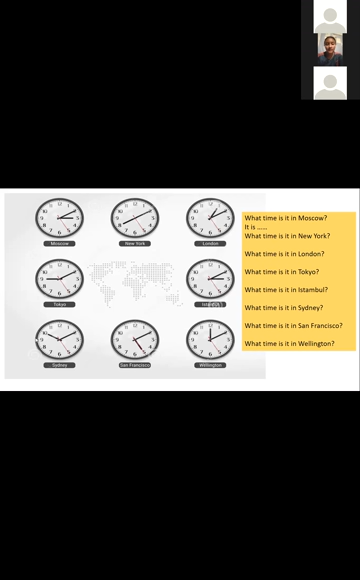 Moscow
New York
London
Tokyo
Sydney
San Francisco
Wellington
What time is it in Moscow?
It is ......
What time is it in New York?
What time is it in London?
What time is it in Tokyo?
What time is it in Istambul?
What time is it in Sydney?
What time is it in San Francisco?
What time is it in Wellington?